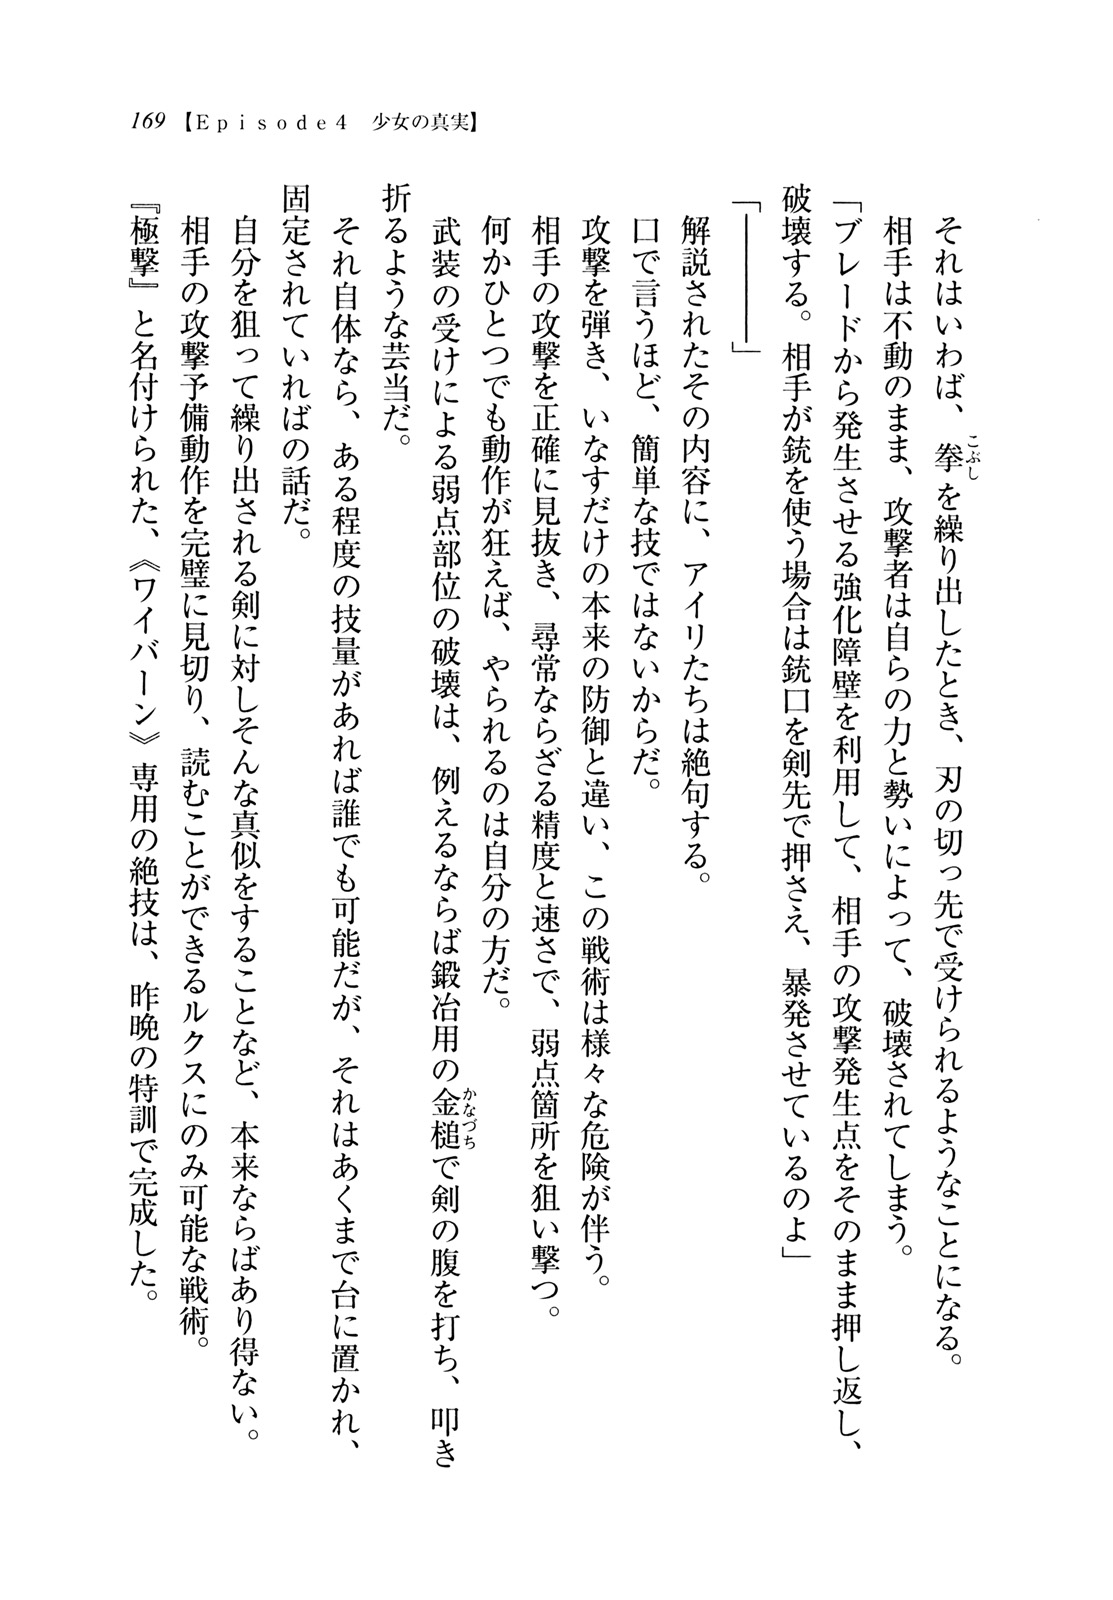 169【Ｅｐｉｓｏｄｅ４　少女の真実】
　それはいわば、拳を繰り出したとき、刃の切っ先で受けられるようなことになる。
こぶし
　相手は不動のまま、攻撃者は自らの力と勢いによって、破壊されてしまう。
「ブレードから発生させる強化障壁を利用して、相手の攻撃発生点をそのまま押し返し、
破壊する。相手が銃を使う場合は銃口を剣先で押さえ、暴発させているのよ」
「――――」
　解説されたその内容に、アイリたちは絶句する。
　口で言うほど、簡単な技ではないからだ。
　攻撃を弾き、いなすだけの本来の防御と違い、この戦術は様々な危険が伴う。
　相手の攻撃を正確に見抜き、尋常ならざる精度と速さで、弱点箇所を狙い撃つ。
　何かひとつでも動作が狂えば、やられるのは自分の方だ。
　武装の受けによる弱点部位の破壊は、例えるならば鍛冶用の金槌で剣の腹を打ち、叩き
かなづち
折るような芸当だ。
　それ自体なら、ある程度の技量があれば誰でも可能だが、それはあくまで台に置かれ、
固定されていればの話だ。
　自分を狙って繰り出される剣に対しそんな真似をすることなど、本来ならばあり得ない。
　相手の攻撃予備動作を完璧に見切り、読むことができるルクスにのみ可能な戦術。
『極撃』と名付けられた、《ワイバーン》専用の絶技は、昨晩の特訓で完成した。